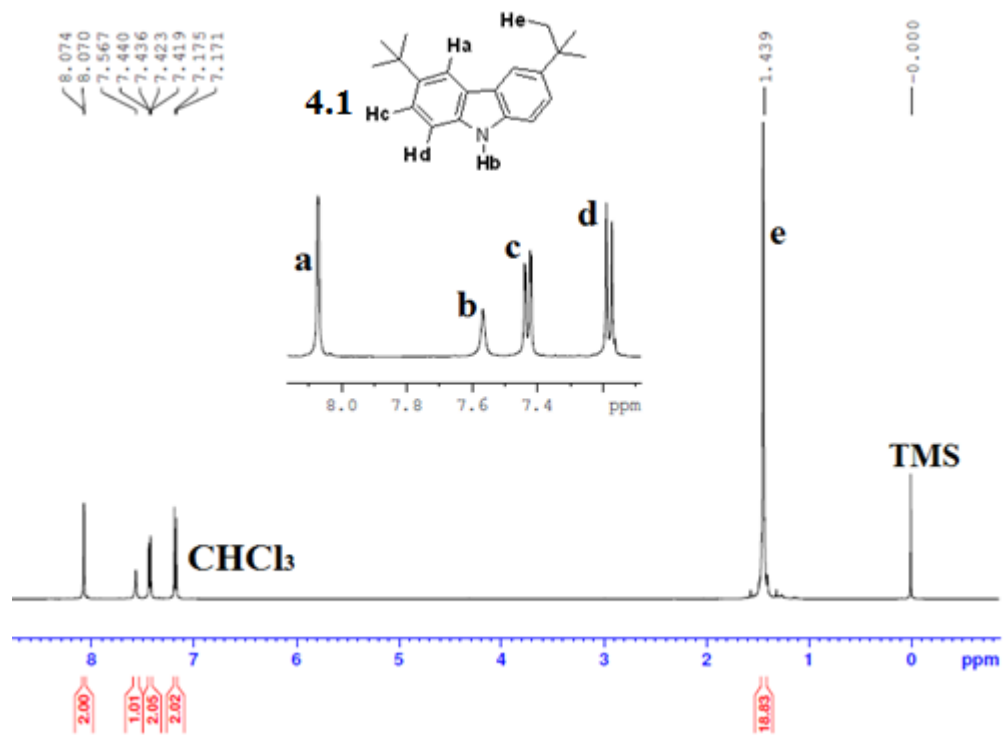 8.074
8.070
7.567
7.440
7.436
7.423
7.419
7.175
7.171
1.439
-0.000
4.1
He
Ha
Hc
Hd
N
Hb
a
b
c
d
e
8.0 7.8 7.6 7.4 ppm
TMS
CHCl3
8 7 6 5 4 3 2 1 0 ppm
2.00
1.01
2.05
2.02
18.83